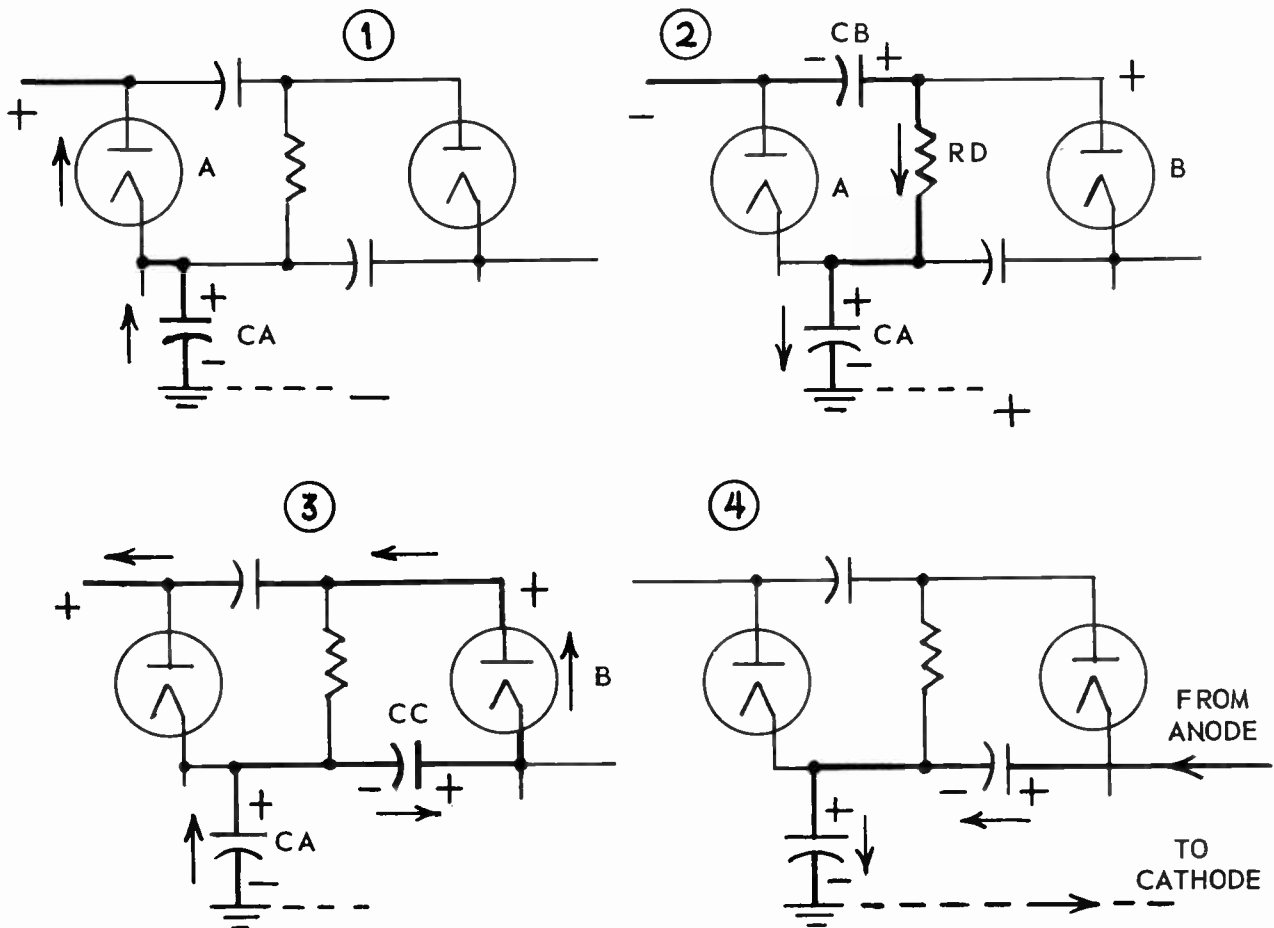 1
+
A
+
CA
-
-
2
CB
- +
+
-
RD
A
B
+
CA
-
+
3
+
+
B
CC
- +
+
CA
-
4
FROM
ANODE
- +
+
-
TO
CATHODE